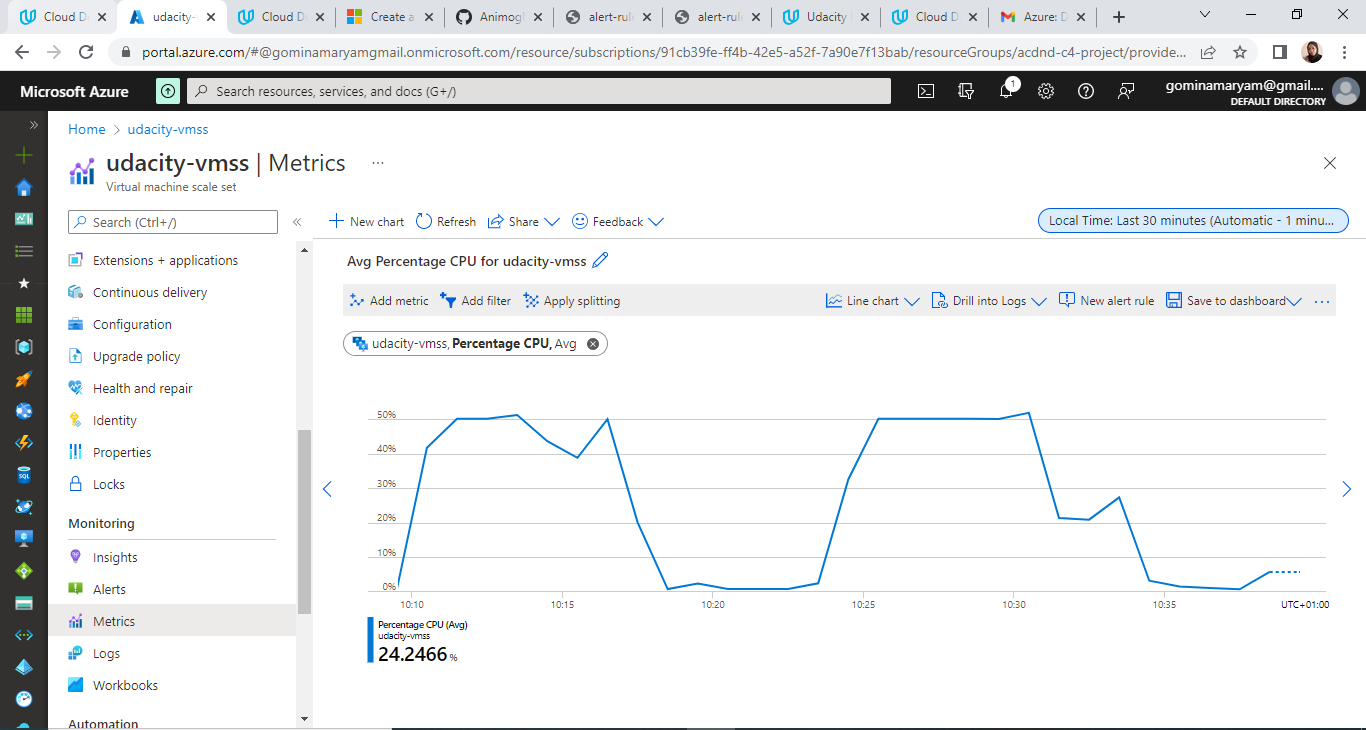 Cloud D
udacity-
Cloud D
Create a
Animog
alert-rul
alert-rul
Udacity
Cloud D
Azure: D
portal.azure.com/#@gominamaryamgmail.onmicrosoft.com/resource/subscriptions/91cb39fe-ff4b-42e5-a52f-7a90e7f13bab/resourceGroups/acdnd-c4-project/provide...
Microsoft Azure
Search resources, services, and docs (G+/)
1
gominamaryam@gmail....
DEFAULT DIRECTORY
Home > udacity-vmss
udacity-vmss | Metrics ...
Virtual machine scale set
Search (Ctrl+/)
New chart Refresh Share Feedback
Local Time: Last 30 minutes (Automatic - 1 minu...
Extensions + applications
Continuous delivery
Configuration
Upgrade policy
Health and repair
Identity
Properties
Locks
Monitoring
Insights
Alerts
Metrics
Logs
Workbooks
Automation
SQL
Avg Percentage CPU for udacity-vmss
Add metric Add filter Apply splitting
Line chart Drill into Logs New alert rule Save to dashboard ...
udacity-vmss, Percentage CPU, Avg
50%
40%
30%
20%
10%
0%
10:10 10:15 10:20 10:25 10:30 10:35 UTC+01:00
Percentage CPU (Avg)
udacity-vmss
24.2466 %